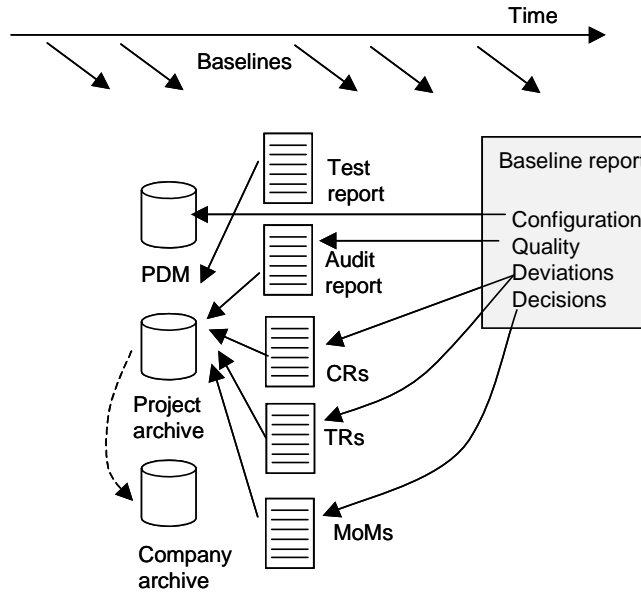 Time
Baselines
Test
report
Baseline report
Configuration
Quality
Deviations
Decisions
PDM
Audit
report
CRs
Project
archive
TRs
MoMs
Company
archive